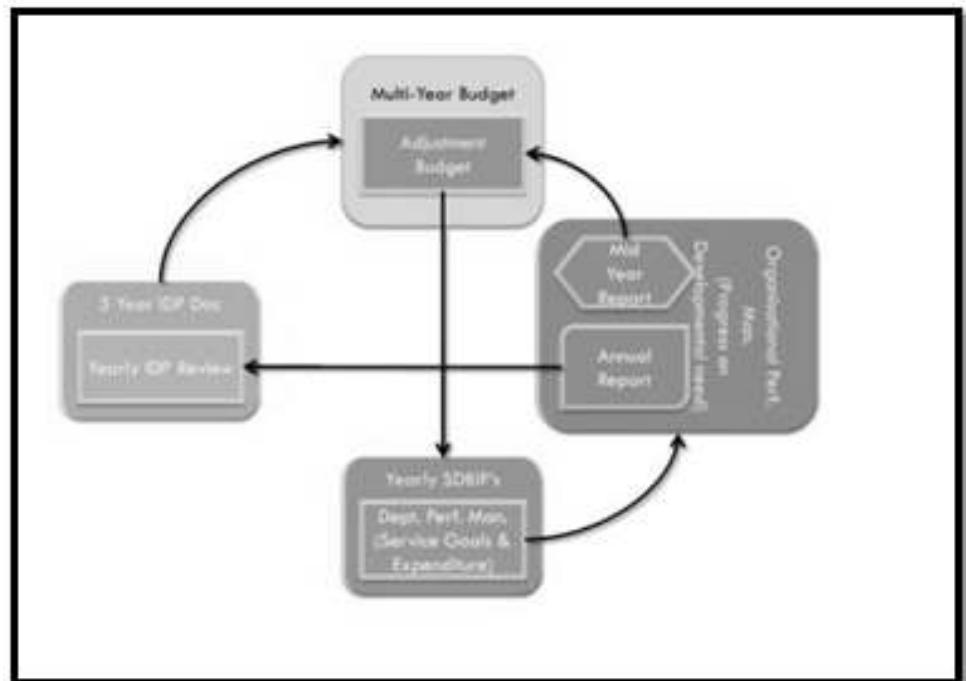 Multi-Year Budget
Adjustment
Budget
5 Year IDP Doc
Yearly IDP Review
Mid
Year
Report
Annual
Report
Organisational Perf.
Man.
(Progress on
Developmental need)
Yearly SDBIP's
Dept. Perf. Man.
(Service Goals &
Expenditure)